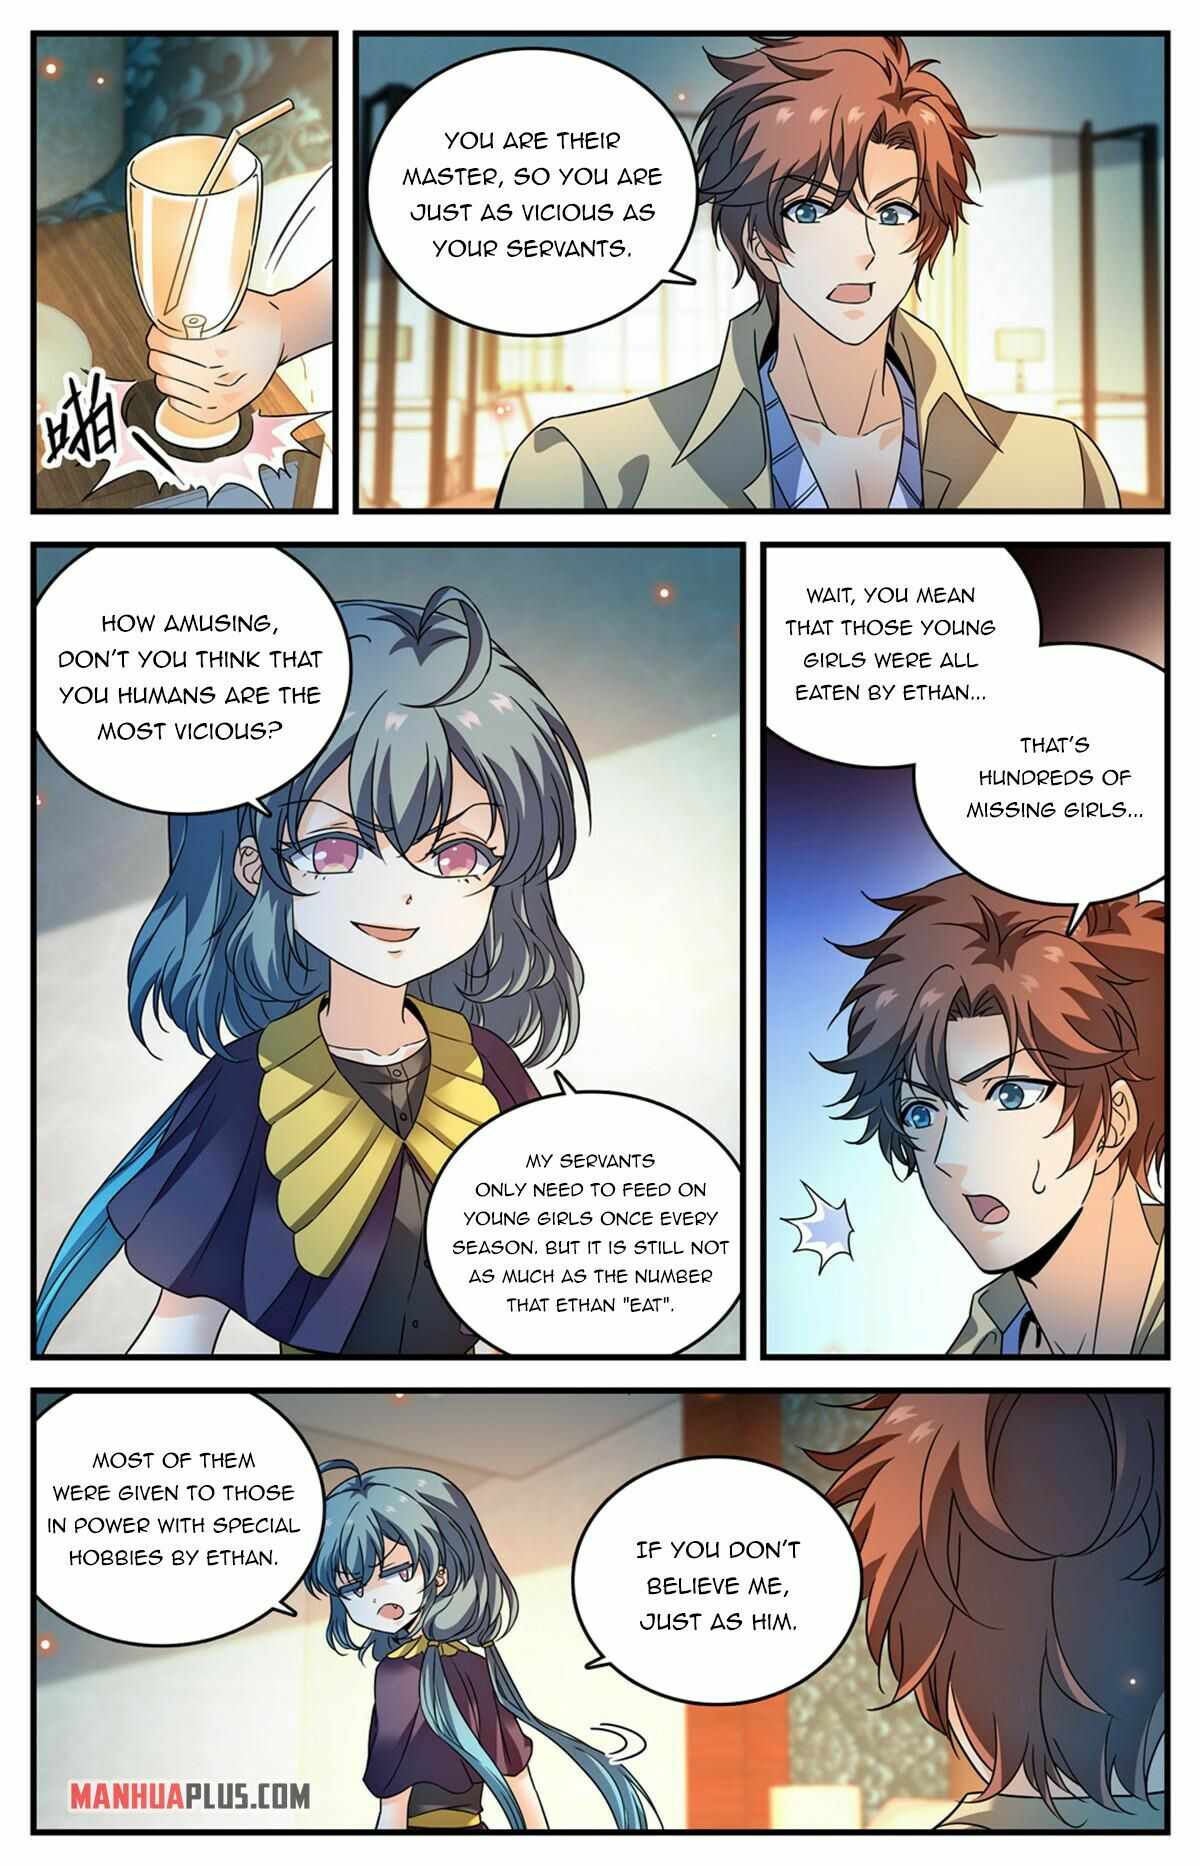 啪
YOU ARE THEIR
MASTER, SO YOU ARE
JUST AS VICIOUS AS
YOUR SERVANTS.
HOW AMUSING,
DON'T YOU THINK THAT
YOU HUMANS ARE THE
MOST VICIOUS?
MY SERVANTS
ONLY NEED TO FEED ON
YOUNG GIRLS ONCE EVERY
SEASON. BUT IT IS STILL NOT
AS MUCH AS THE NUMBER
THAT ETHAN "EAT".
WAIT, YOU MEAN
THAT THOSE YOUNG
GIRLS WERE ALL
EATEN BY ETHAN...
THAT'S
HUNDREDS OF
MISSING GIRLS...
MOST OF THEM
WERE GIVEN TO THOSE
IN POWER WITH SPECIAL
HOBBIES BY ETHAN.
IF YOU DON'T
BELIEVE ME,
JUST AS HIM.
MANHUAPLUS.COM